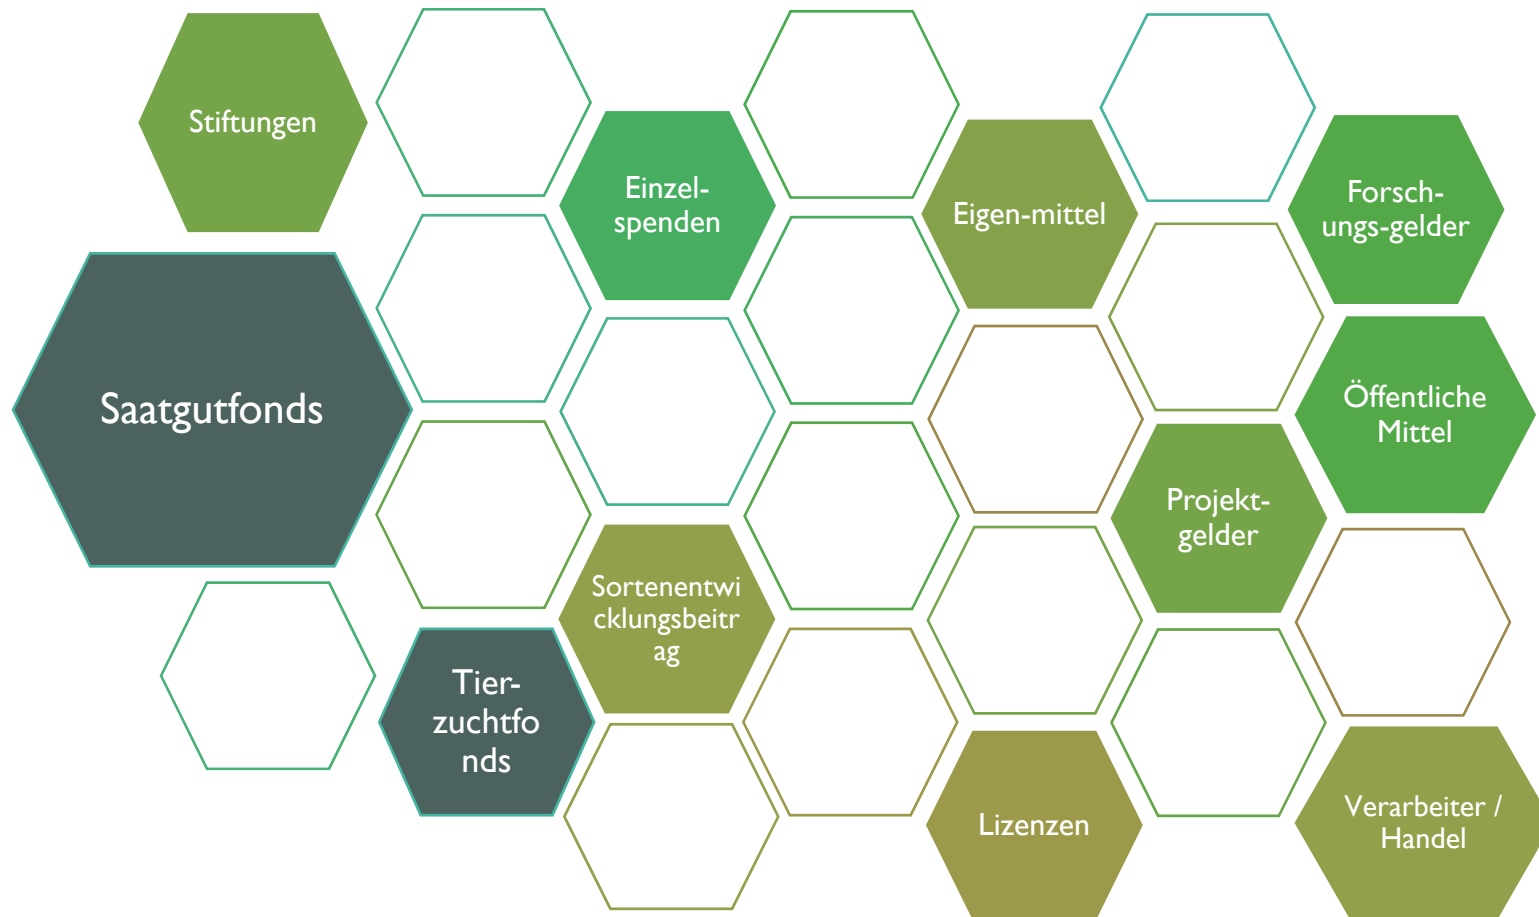 Stiftungen
Einzel-
spenden
Eigen-mittel
Forsch-
ungs-gelder
Saatgutfonds
Öffentliche
Mittel
Projekt-
gelder
Sortenentwi
cklungsbeitr
ag
Tier-
zuchtfo
nds
Lizenzen
Verarbeiter /
Handel